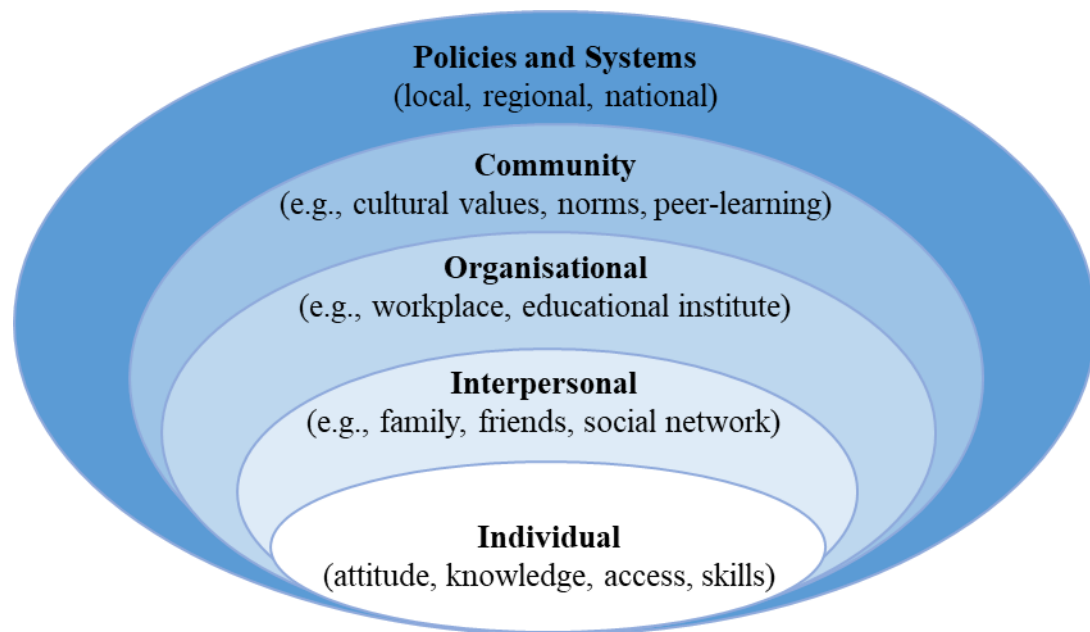 Policies and Systems
(local, regional, national)
Community
(e.g., cultural values, norms, peer-learning)
Organisational
(e.g., workplace, educational institute)
Interpersonal
(e.g., family, friends, social network)
Individual
(attitude, knowledge, access, skills)